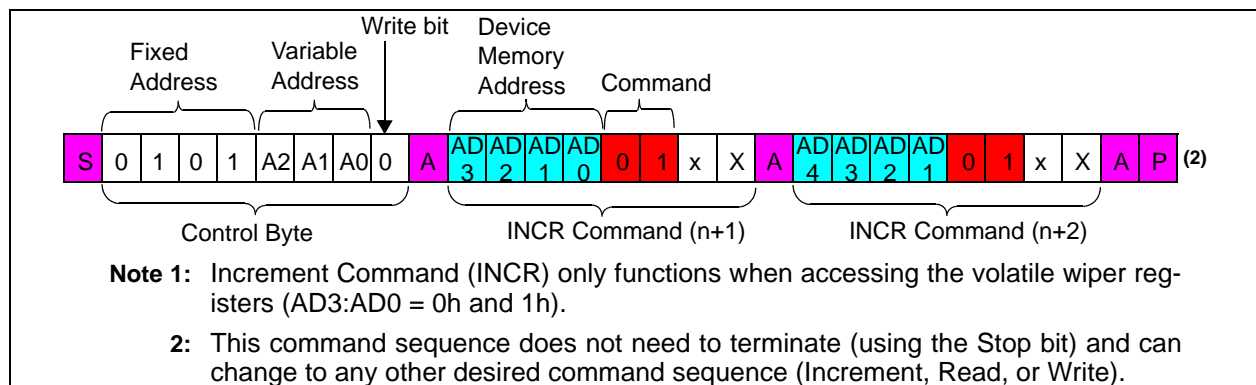 Write bit
Fixed Address
Variable Address
Device Memory Address
Command
S 0 1 0 1 A2 A1 A0 0 A AD3 AD2 AD1 AD0 0 1 x X A AD4 AD3 AD2 AD1 0 1 x X A P (2)
Control Byte INCR Command (n+1) INCR Command (n+2)
Note 1: Increment Command (INCR) only functions when accessing the volatile wiper reg-
isters (AD3:AD0 = 0h and 1h).
2: This command sequence does not need to terminate (using the Stop bit) and can
change to any other desired command sequence (Increment, Read, or Write).